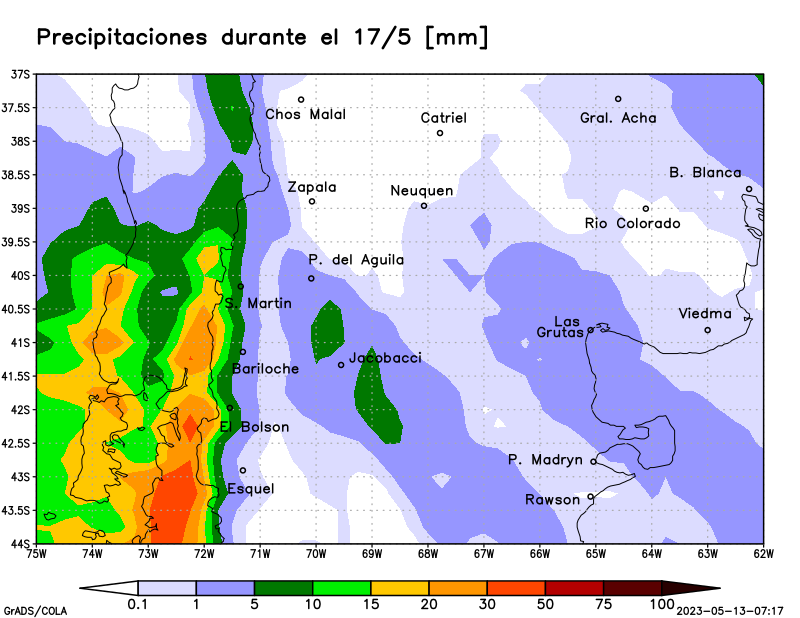 Precipitaciones durante el 17/5 [mm]
37S
37.5S
Chos Malal
Catriel
Gral. Acha
38S
38.5S
B. Blanca
Zapala
Neuquen
39S
Rio Colorado
39.5S
P. del Aguila
40S
S. Martin
40.5S
Viedma
Las
Grutas
41S
Jacobacci
Bariloche
41.5S
42S
El Bolson
42.5S
P. Madryn
43S
Esquel
Rawson
43.5S
44S
75W 74W 73W 72W 71W 70W 69W 68W 67W 66W 65W 64W 63W 62W
0.1 1 5 10 15 20 30 50 75 100
GrADS/COLA
2023-05-13-07:17